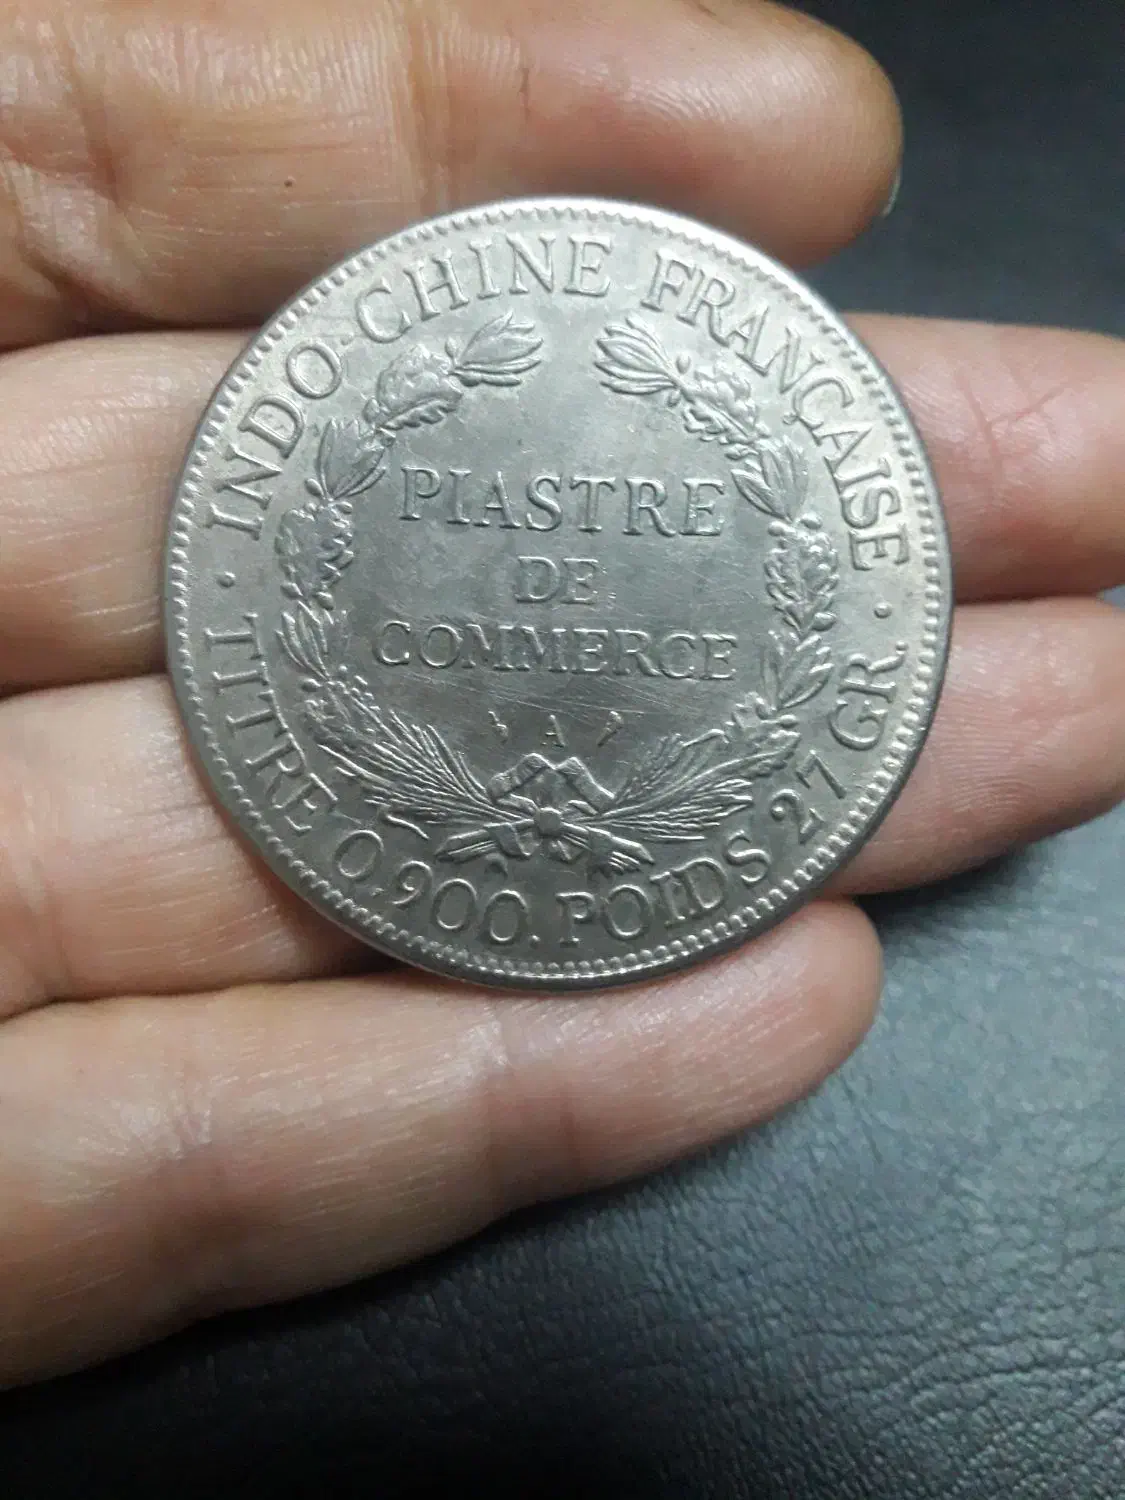 INDO-CHINE FRANÇAISE
PIASTRE
DE
COMMERCE
A
· TITRE 0,900. POIDS 27 GR. ·